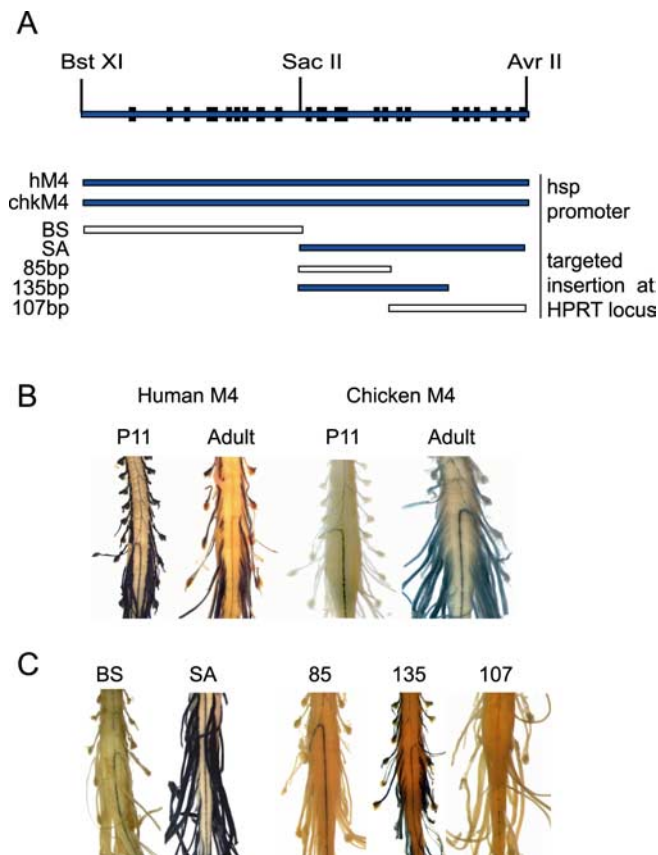 A
Bst XI Sac II Avr II
hM4
chkM4
BS
SA
85bp
135bp
107bp
hsp
promoter
targeted
insertion at
HPRT locus
B
Human M4 Chicken M4
P11 Adult P11 Adult
C
BS SA 85 135 107